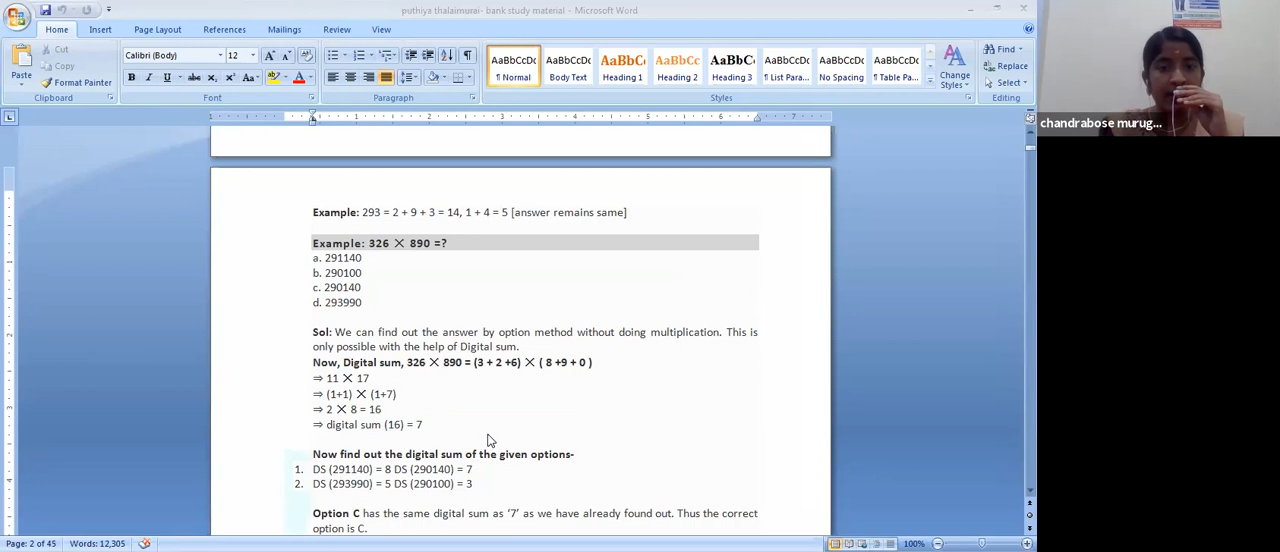 puthiya thalaimurai- bank study material - Microsoft Word
Home Insert Page Layout References Mailings Review View
Paste
Cut
Copy
Format Painter
Clipboard
Calibri (Body) 12
Font
Paragraph
AaBbCcDc
¶ Normal
AaBbCcDc
Body Text
AaBbCc
Heading 1
AaBbCc
Heading 2
AaBbC
Heading 3
AaBbCcDc
¶ List Para...
AaBbCcDc
No Spacing
AaBbCcDc
¶ Table Pa...
Change
Styles
Styles
Find
Replace
Select
Editing
chandrabose murug...
Example: 293 = 2 + 9 + 3 = 14, 1 + 4 = 5 [answer remains same]
Example: 326 × 890 =?
a. 291140
b. 290100
c. 290140
d. 293990
Sol: We can find out the answer by option method without doing multiplication. This is
only possible with the help of Digital sum.
Now, Digital sum, 326 × 890 = (3 + 2 +6) × ( 8 +9 + 0 )
⇒ 11 × 17
⇒ (1+1) × (1+7)
⇒ 2 × 8 = 16
⇒ digital sum (16) = 7
Now find out the digital sum of the given options-
1. DS (291140) = 8 DS (290140) = 7
2. DS (293990) = 5 DS (290100) = 3
Option C has the same digital sum as ‘7’ as we have already found out. Thus the correct
option is C.
Page: 2 of 45 Words: 12,305 100%